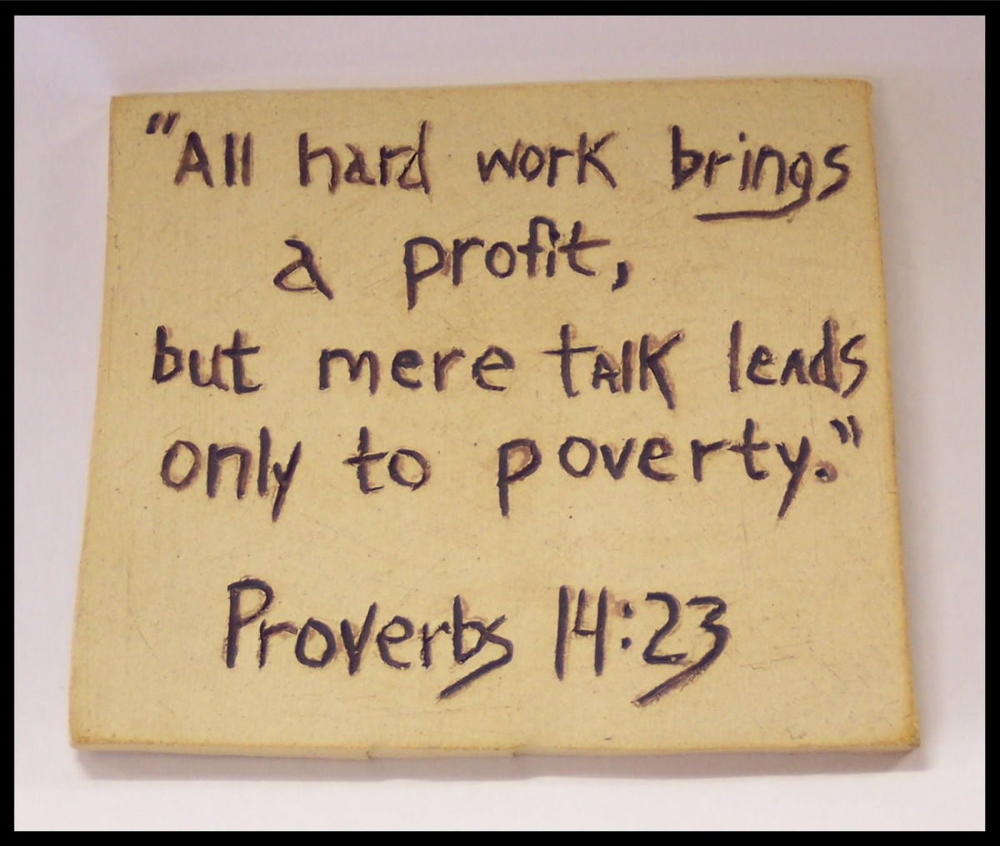 "All hard work brings
a profit,
but mere talk leads
only to poverty."
Proverbs 14:23